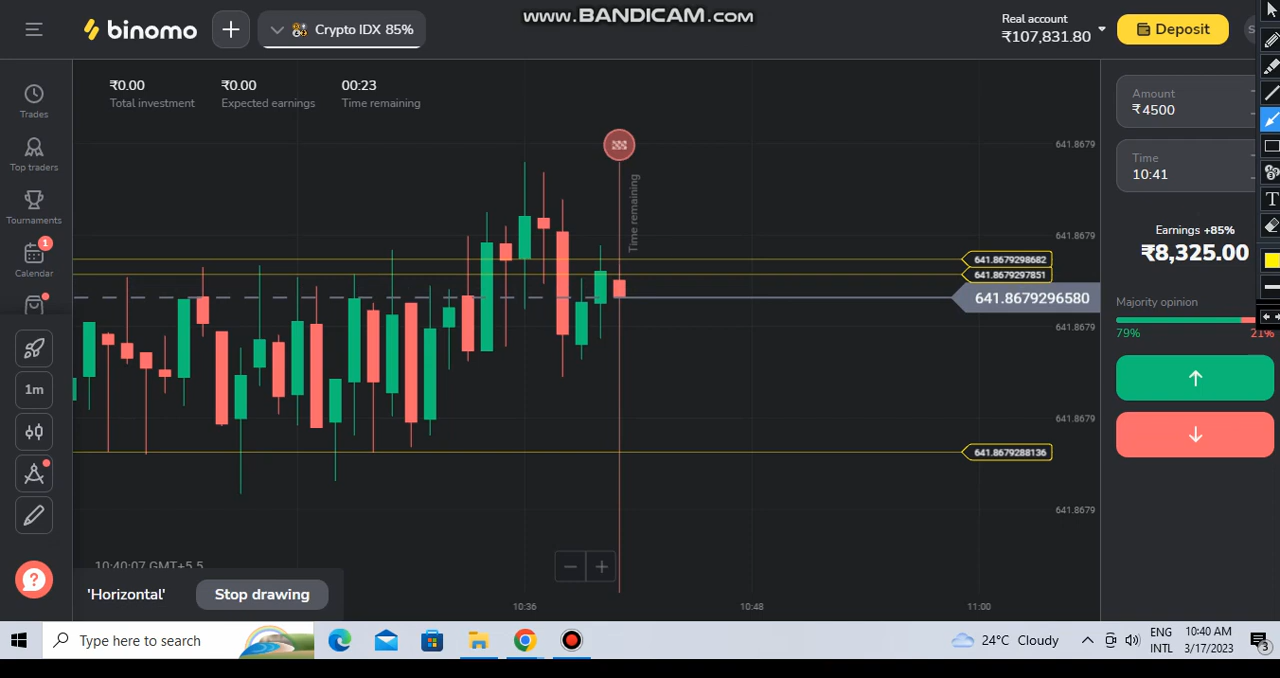 www.BANDICAM.com
binomo
+
Crypto IDX 85%
Real account
₹107,831.80
Deposit
₹0.00
Total investment
₹0.00
Expected earnings
00:23
Time remaining
Trades
Top traders
Tournaments
1
Calendar
1m
?
Time remaining
641.8679
641.8679
641.8679298682
641.8679297851
641.8679296580
641.8679
641.8679
641.8679288136
641.8679
Amount
₹4500
Time
10:41
Earnings +85%
₹8,325.00
Majority opinion
79%
21%
T
10:40:07 GMT+5.5
'Horizontal'
Stop drawing
10:36
10:48
11:00
Type here to search
24°C Cloudy
ENG
INTL
10:40 AM
3/17/2023
3